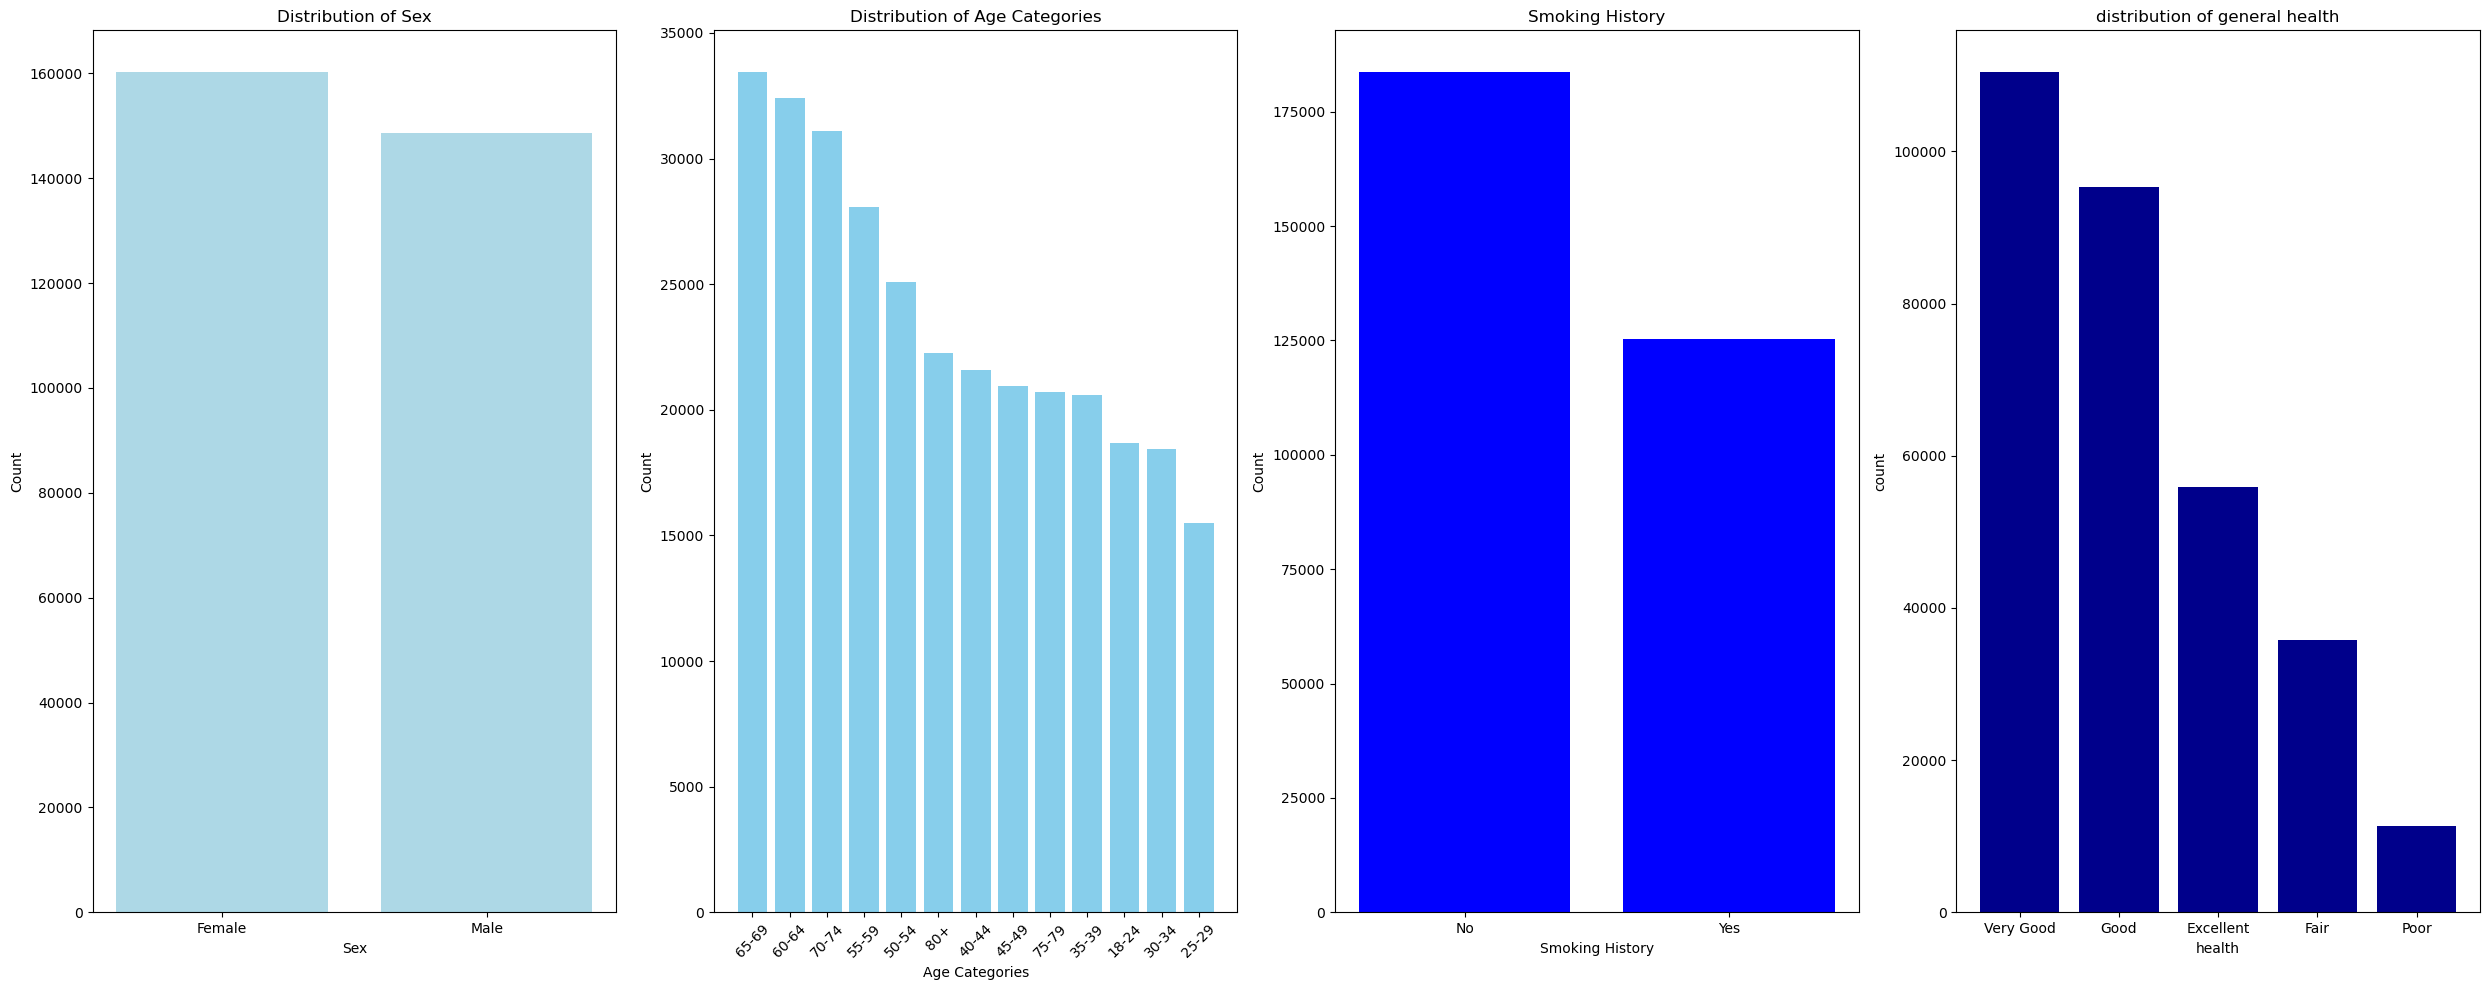 Distribution of Sex
160000
140000
120000
100000
80000
60000
40000
20000
0
Count
Female Male
Sex
Distribution of Age Categories
35000
30000
25000
20000
15000
10000
5000
0
Count
65-69 60-64 70-74 55-59 50-54 80+ 40-44 45-49 75-79 35-39 18-24 30-34 25-29
Age Categories
Smoking History
175000
150000
125000
100000
75000
50000
25000
0
Count
No Yes
Smoking History
distribution of general health
100000
80000
60000
40000
20000
0
count
Very Good Good Excellent Fair Poor
health